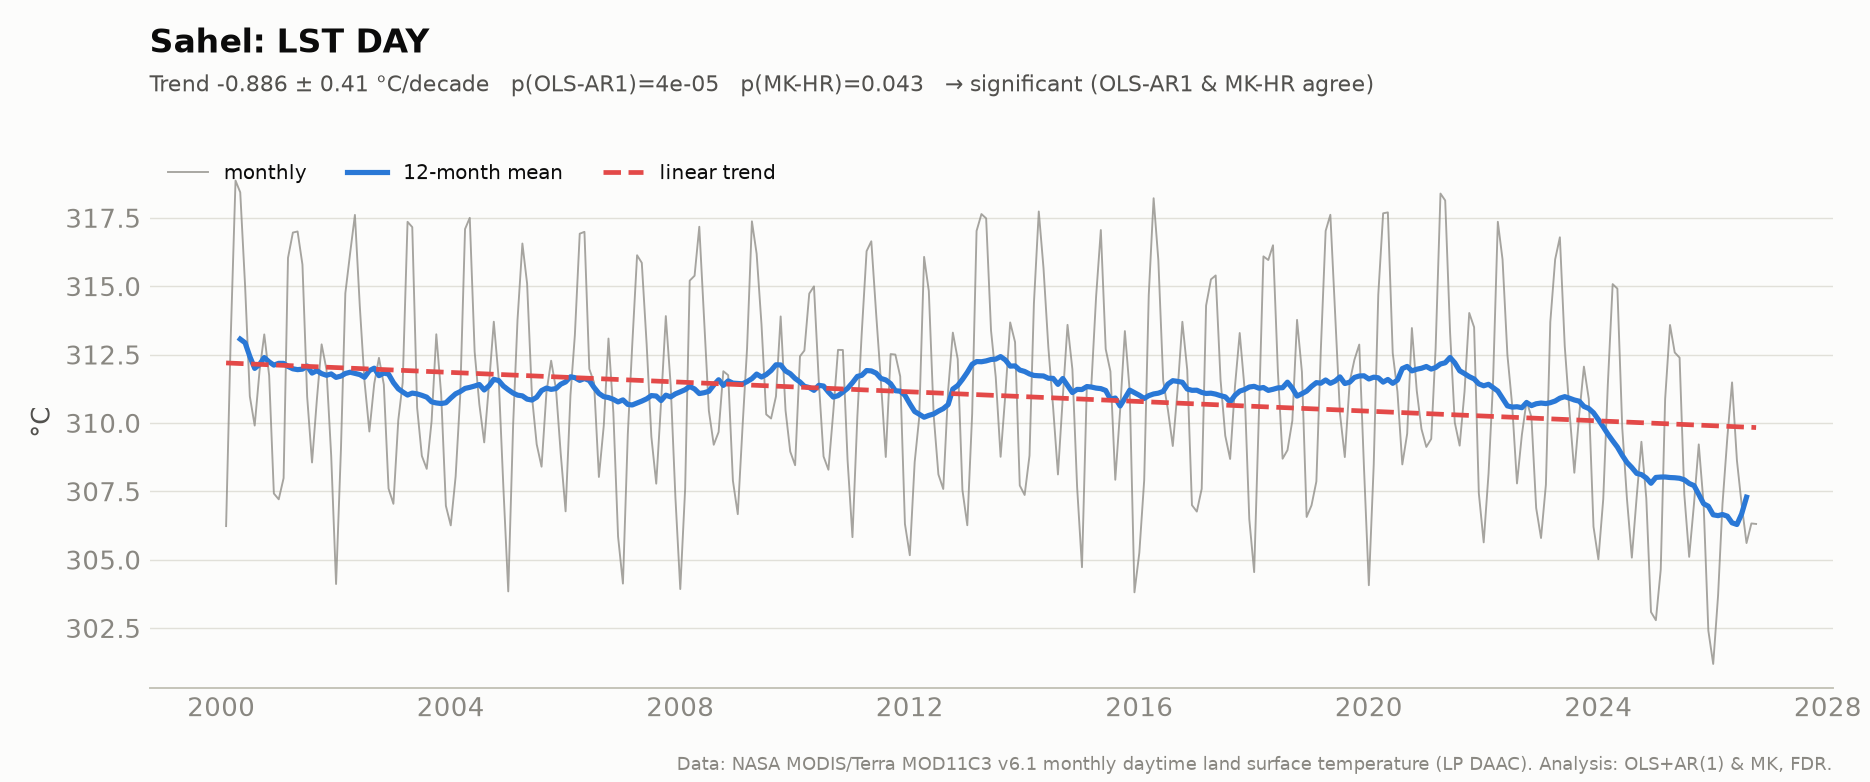 Sahel: LST DAY
Trend -0.886 ± 0.41 °C/decade   p(OLS-AR1)=4e-05   p(MK-HR)=0.043   → significant (OLS-AR1 & MK-HR agree)
monthly   12-month mean   linear trend
317.5
315.0
312.5
310.0
307.5
305.0
302.5
°C
2000   2004   2008   2012   2016   2020   2024   2028
Data: NASA MODIS/Terra MOD11C3 v6.1 monthly daytime land surface temperature (LP DAAC). Analysis: OLS+AR(1) & MK, FDR.